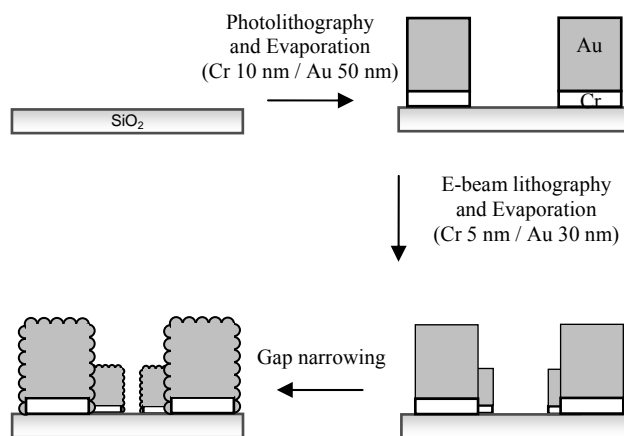 Photolithography
and Evaporation
(Cr 10 nm / Au 50 nm)
Au
Cr
SiO₂
E-beam lithography
and Evaporation
(Cr 5 nm / Au 30 nm)
Gap narrowing